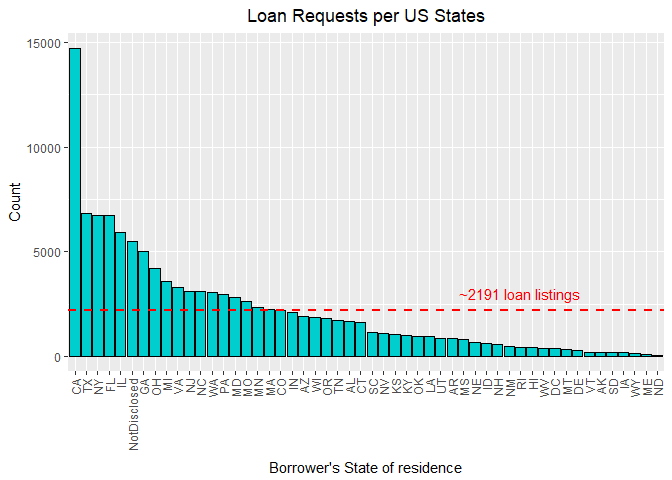 Loan Requests per US States
15000
10000
5000
0
Count
~2191 loan listings
CA TX NY FL IL NotDisclosed GA OH MI VA NJ NC WA PA MD MO MN MA CO IN AZ WI OR TN AL CT SC NV KS KY OK LA UT AR MS NE ID NH NM RI HI WV DC MT DE VT AK SD IA WY ME ND
Borrower's State of residence